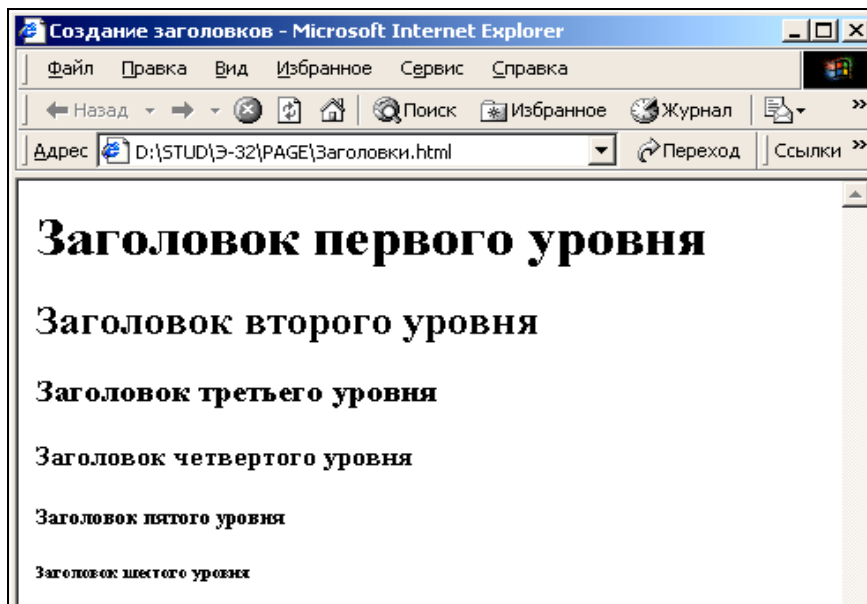 Создание заголовков - Microsoft Internet Explorer
Файл Правка Вид Избранное Сервис Справка
Назад Поиск Избранное Журнал »
Адрес D:\STUD\Э-32\PAGE\Заголовки.html Переход Ссылки »
Заголовок первого уровня
Заголовок второго уровня
Заголовок третьего уровня
Заголовок четвертого уровня
Заголовок пятого уровня
Заголовок шестого уровня